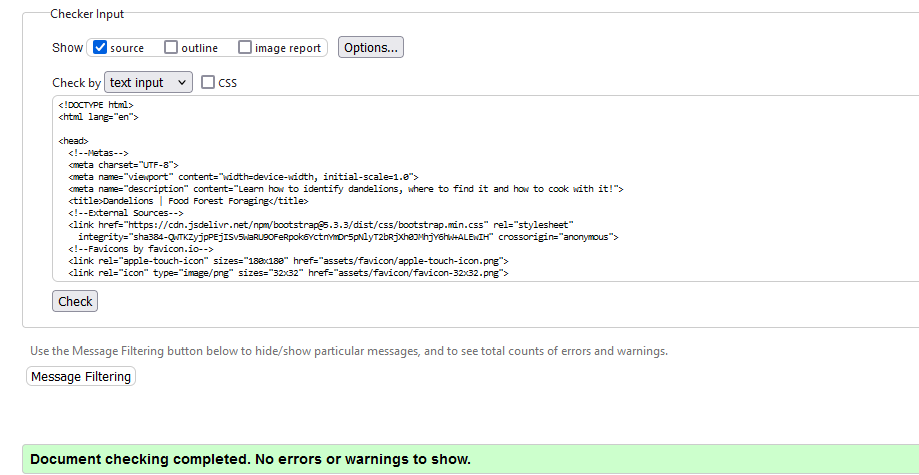 Checker Input
Show source outline image report Options...
Check by text input CSS
<!DOCTYPE html>
<html lang="en">
<head>
<!--Metas-->
<meta charset="UTF-8">
<meta name="viewport" content="width=device-width, initial-scale=1.0">
<meta name="description" content="Learn how to identify dandelions, where to find it and how to cook with it!">
<title>Dandelions | Food Forest Foraging</title>
<!--External Sources-->
<link href="https://cdn.jsdelivr.net/npm/bootstrap@5.3.3/dist/css/bootstrap.min.css" rel="stylesheet"
integrity="sha384-QWTKZyjpPEjISv5WaRU9OFeRpok6YctnYmDr5pNlyT2bRjXh0JMhjY6hW+ALEwIH" crossorigin="anonymous">
<!--Favicons by favicon.io-->
<link rel="apple-touch-icon" sizes="180x180" href="assets/favicon/apple-touch-icon.png">
<link rel="icon" type="image/png" sizes="32x32" href="assets/favicon/favicon-32x32.png">
Check
Use the Message Filtering button below to hide/show particular messages, and to see total counts of errors and warnings.
Message Filtering
Document checking completed. No errors or warnings to show.